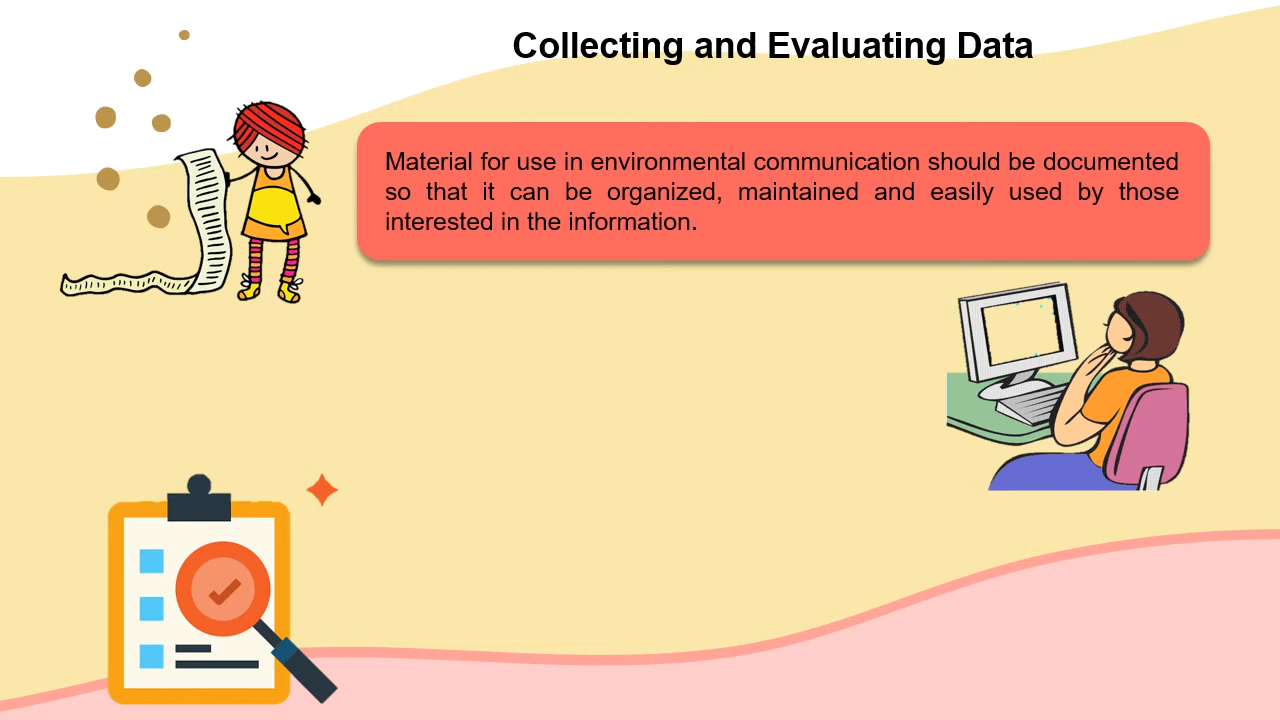 Collecting and Evaluating Data
Material for use in environmental communication should be documented
so that it can be organized, maintained and easily used by those
interested in the information.